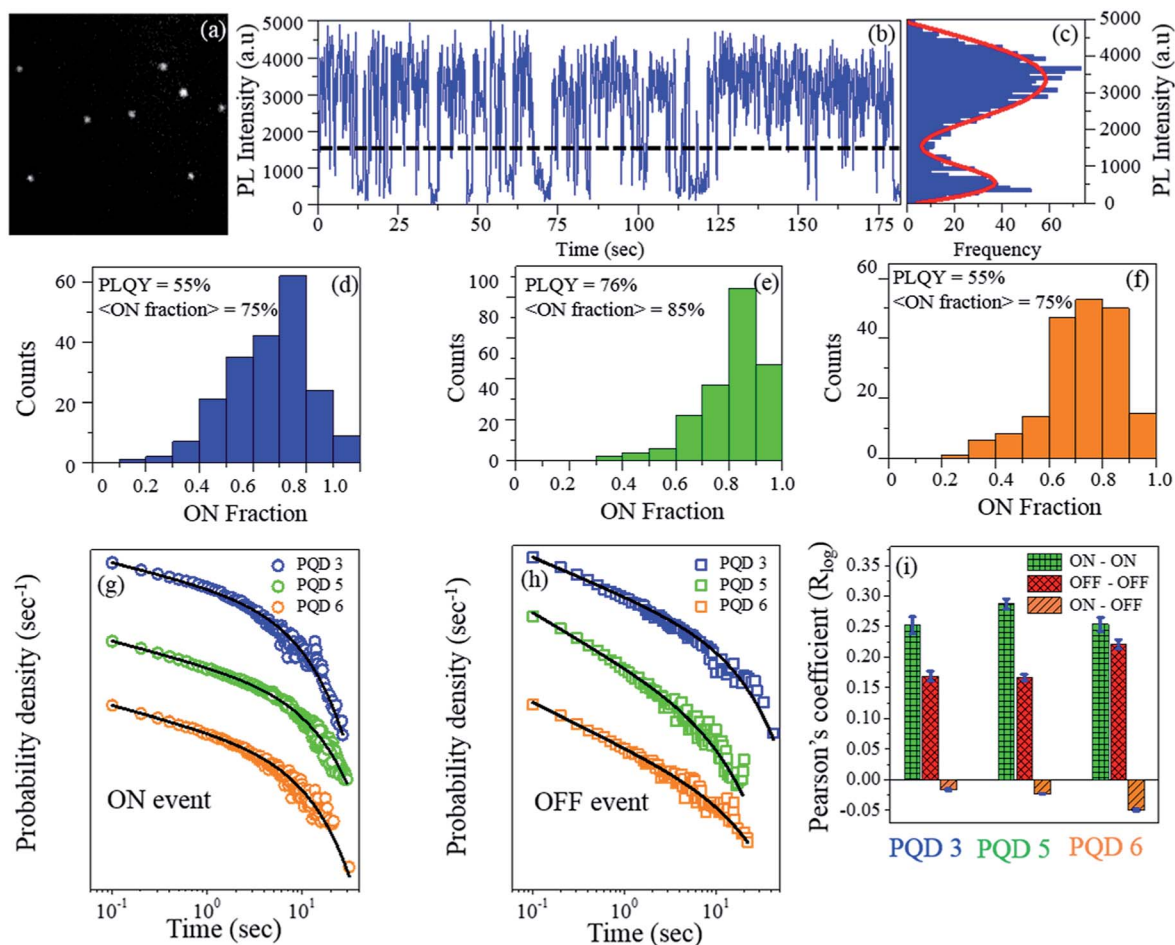 (a)
(b)
(c)
PL Intensity (a.u)
5000
4000
3000
2000
1000
0
0 25 50 75 100 125 150 175
Time (sec)
0 20 40 60
Frequency
5000
4000
3000
2000
1000
0
PL Intensity (a.u)
(d)
PLQY = 55%
<ON fraction> = 75%
Counts
60
40
20
0
0 0.2 0.4 0.6 0.8 1.0
ON Fraction
(e)
PLQY = 76%
<ON fraction> = 85%
Counts
100
80
60
40
20
0
0 0.2 0.4 0.6 0.8 1.0
ON Fraction
(f)
PLQY = 55%
<ON fraction> = 75%
Counts
60
40
20
0
0 0.2 0.4 0.6 0.8 1.0
ON Fraction
(g)
PQD 3
PQD 5
PQD 6
ON event
Probability density (sec⁻¹)
10⁻¹ 10⁰ 10¹
Time (sec)
(h)
PQD 3
PQD 5
PQD 6
OFF event
Probability density (sec⁻¹)
10⁻¹ 10⁰ 10¹
Time (sec)
(i)
ON - ON
OFF - OFF
ON - OFF
Pearson's coefficient (Rlog)
0.35
0.30
0.25
0.20
0.15
0.10
0.05
0.00
-0.05
PQD 3 PQD 5 PQD 6